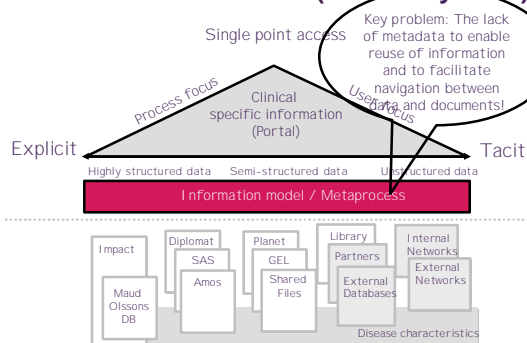 Single point access
Key problem: The lack
of metadata to enable
reuse of information
and to facilitate
navigation between
data and documents!
Process focus
User focus
Clinical
specific information
(Portal)
Explicit
Tacit
Highly structured data
Semi-structured data
Unstructured data
Information model / Metaprocess
Impact
Maud
Olssons
DB
Diplomat
SAS
Amos
Planet
GEL
Shared
Files
Library
Partners
External
Databases
Internal
Networks
External
Networks
Disease characteristics